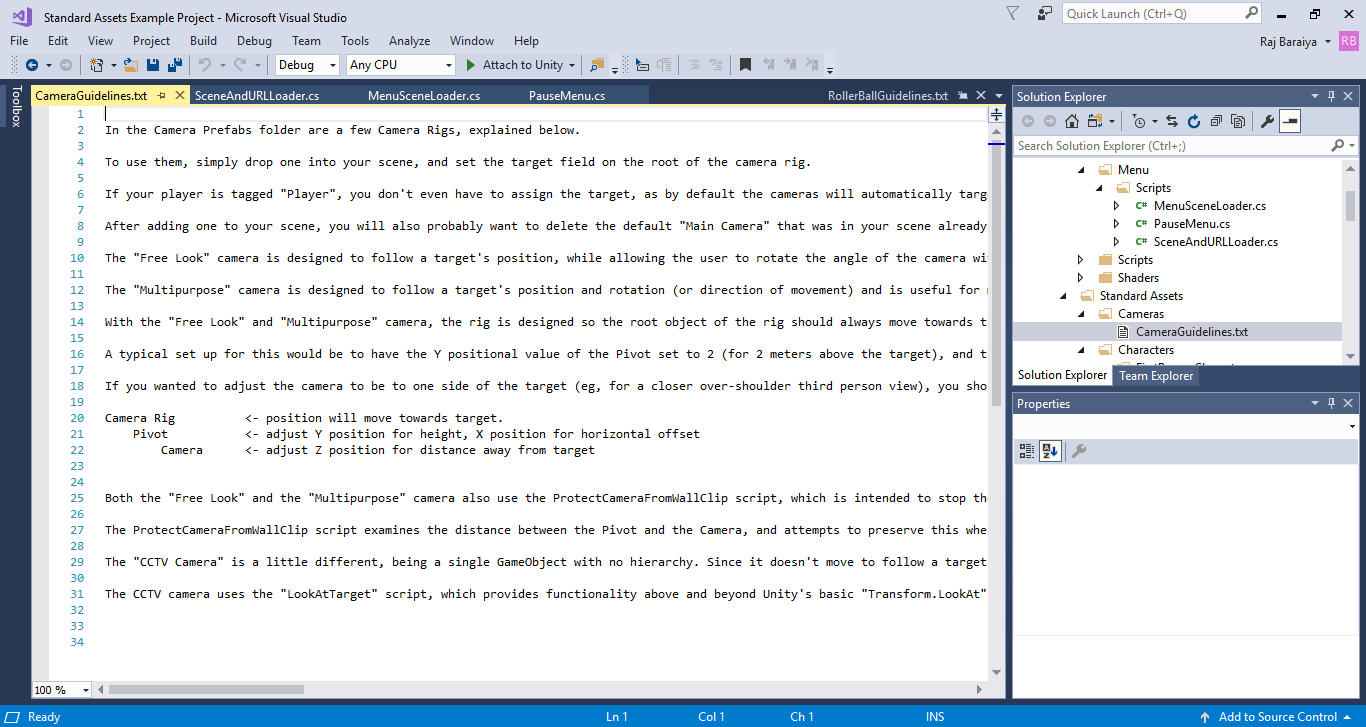 Standard Assets Example Project - Microsoft Visual Studio
Quick Launch (Ctrl+Q)
File Edit View Project Build Debug Team Tools Analyze Window Help
Raj Baraiya RB
Debug Any CPU Attach to Unity
Toolbox
CameraGuidelines.txt SceneAndURLLoader.cs MenuSceneLoader.cs PauseMenu.cs RollerBallGuidelines.txt
1
2 In the Camera Prefabs folder are a few Camera Rigs, explained below.
3
4 To use them, simply drop one into your scene, and set the target field on the root of the camera rig.
5
6 If your player is tagged "Player", you don't even have to assign the target, as by default the cameras will automatically targ
7
8 After adding one to your scene, you will also probably want to delete the default "Main Camera" that was in your scene already
9
10 The "Free Look" camera is designed to follow a target's position, while allowing the user to rotate the angle of the camera wi
11
12 The "Multipurpose" camera is designed to follow a target's position and rotation (or direction of movement) and is useful for
13
14 With the "Free Look" and "Multipurpose" camera, the rig is designed so the root object of the rig should always move towards t
15
16 A typical set up for this would be to have the Y positional value of the Pivot set to 2 (for 2 meters above the target), and t
17
18 If you wanted to adjust the camera to be to one side of the target (eg, for a closer over-shoulder third person view), you sho
19
20 Camera Rig <- position will move towards target.
21 Pivot <- adjust Y position for height, X position for horizontal offset
22 Camera <- adjust Z position for distance away from target
23
24
25 Both the "Free Look" and the "Multipurpose" camera also use the ProtectCameraFromWallClip script, which is intended to stop th
26
27 The ProtectCameraFromWallClip script examines the distance between the Pivot and the Camera, and attempts to preserve this whe
28
29 The "CCTV Camera" is a little different, being a single GameObject with no hierarchy. Since it doesn't move to follow a target
30
31 The CCTV camera uses the "LookAtTarget" script, which provides functionality above and beyond Unity's basic "Transform.LookAt"
32
33
34
100 %
Solution Explorer
Search Solution Explorer (Ctrl+;)
Menu
Scripts
C# MenuSceneLoader.cs
C# PauseMenu.cs
C# SceneAndURLLoader.cs
Scripts
Shaders
Standard Assets
Cameras
CameraGuidelines.txt
Characters
Solution Explorer Team Explorer
Properties
Ready Ln 1 Col 1 Ch 1 INS Add to Source Control